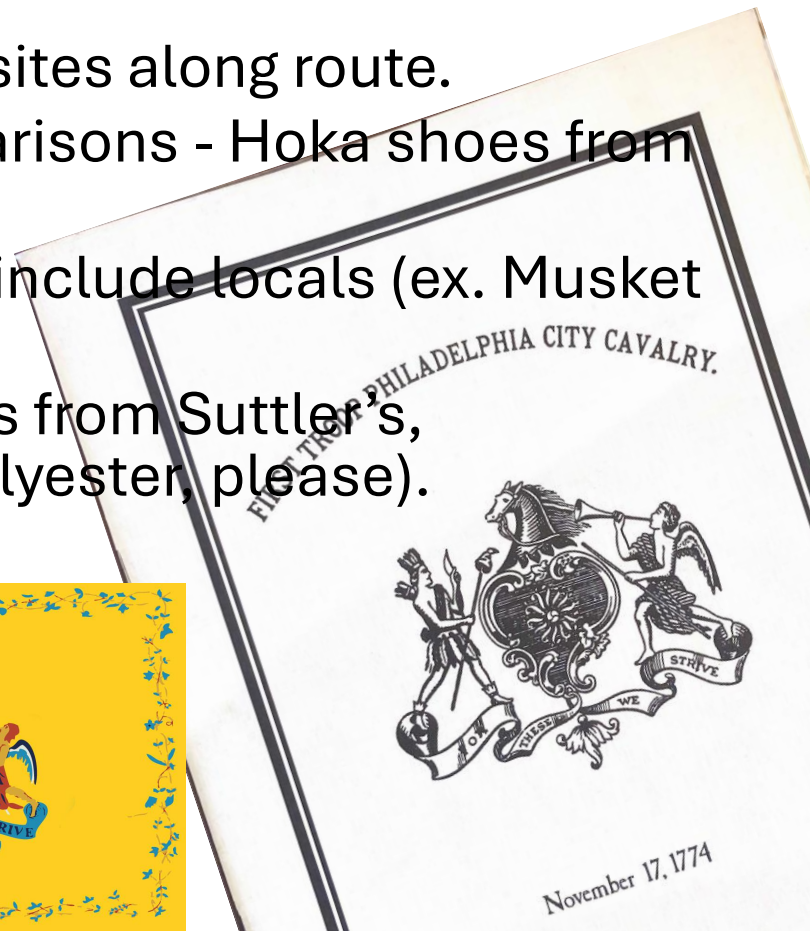 sites along route.
arisons - Hoka shoes from
include locals (ex. Musket
s from Suttler's,
lyester, please).
FIRST TROOP PHILADELPHIA CITY CAVALRY.
FOR THESE WE STRIVE
November 17, 1774
RIVE